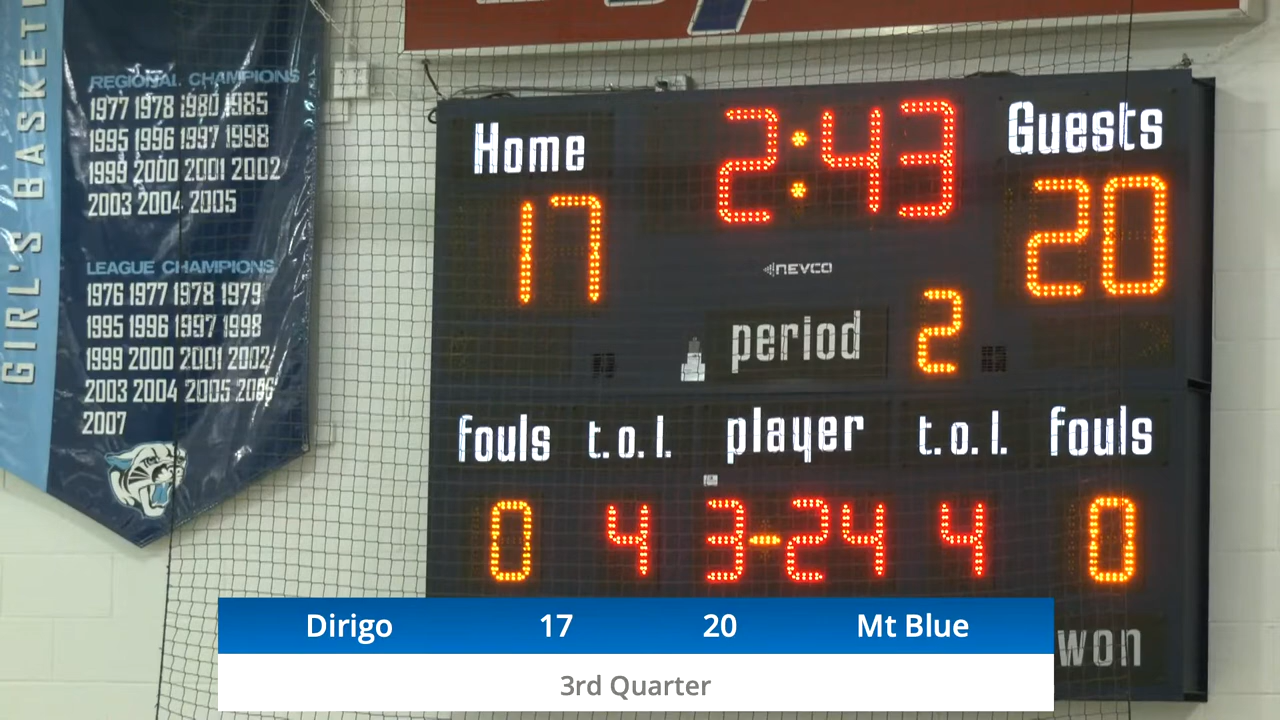 GIRL'S BASKET
REGIONAL CHAMPIONS
1977 1978 1980 1985
1995 1996 1997 1998
1999 2000 2001 2002
2003 2004 2005
LEAGUE CHAMPIONS
1976 1977 1978 1979
1995 1996 1997 1998
1999 2000 2001 2002
2003 2004 2005 2006
2007
Home 2:43 Guests
17 20
NEVCO
period 2
fouls t.o.l. player t.o.l. fouls
0 4 3-24 4 0
won
Dirigo 17 20 Mt Blue
3rd Quarter